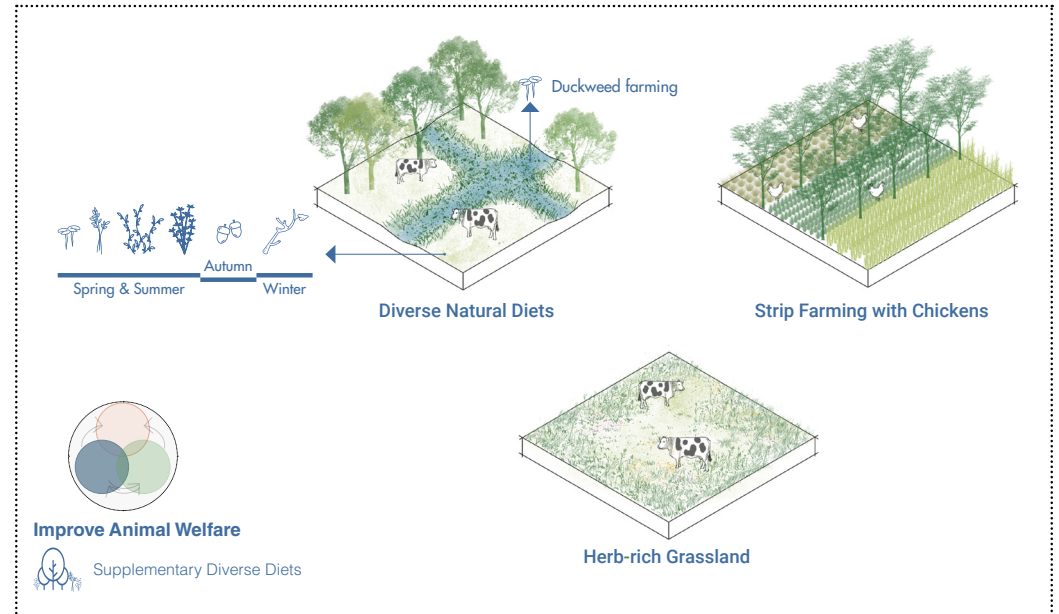 Duckweed farming
Autumn
Spring & Summer
Winter
Diverse Natural Diets
Strip Farming with Chickens
Herb-rich Grassland
Improve Animal Welfare
Supplementary Diverse Diets